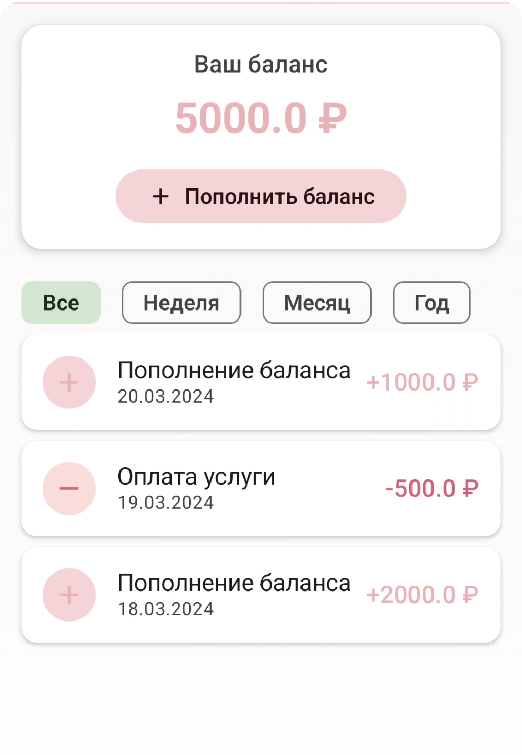 Ваш баланс
5000.0 ₽
+ Пополнить баланс
Все Неделя Месяц Год
Пополнение баланса
+1000.0 ₽
20.03.2024
Оплата услуги
-500.0 ₽
19.03.2024
Пополнение баланса
+2000.0 ₽
18.03.2024